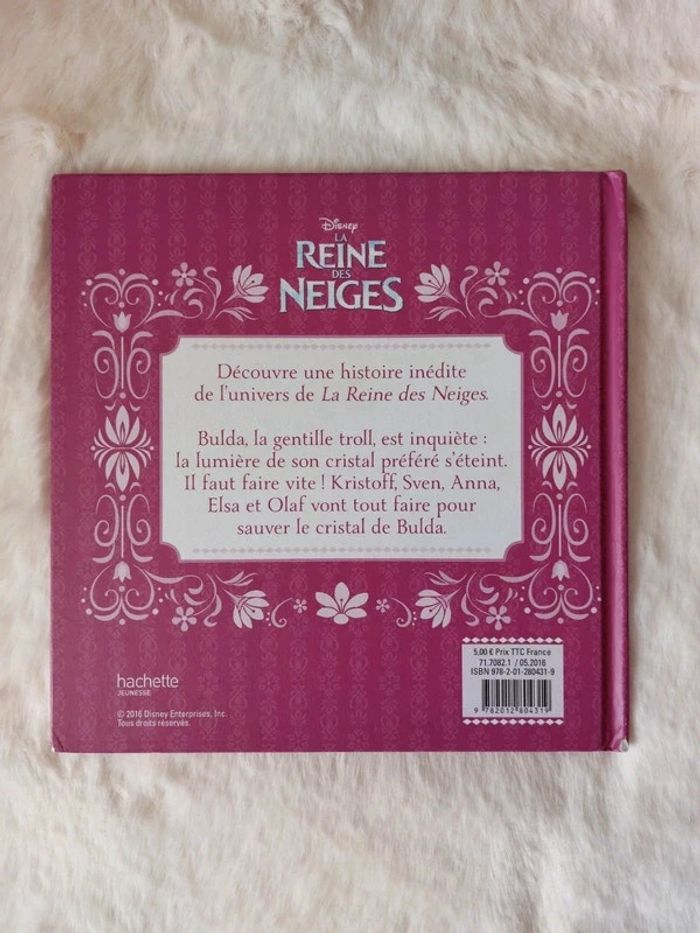 Disney
LA
REINE
DES
NEIGES
Découvre une histoire inédite
de l'univers de La Reine des Neiges.
Bulda, la gentille troll, est inquiète :
la lumière de son cristal préféré s'éteint.
Il faut faire vite ! Kristoff, Sven, Anna,
Elsa et Olaf vont tout faire pour
sauver le cristal de Bulda.
hachette
JEUNESSE
© 2016 Disney Enterprises, Inc.
Tous droits réservés.
5,00 € Prix TTC France
71.7082.1 / 05.2016
ISBN 978-2-01-280431-9
9 782012 804319